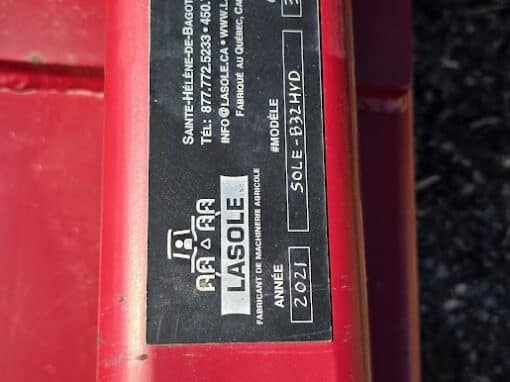 LASOLE INC.
FABRICANT DE MACHINERIE AGRICOLE
SAINTE-HÉLÈNE-DE-BAGOT
TÉL: 877.772.5233 • 450.
INFO@LASOLE.CA • WWW.L
FABRIQUÉ AU QUÉBEC, CA
ANNÉE
2021
#MODÈLE
SOLE-B32HYD